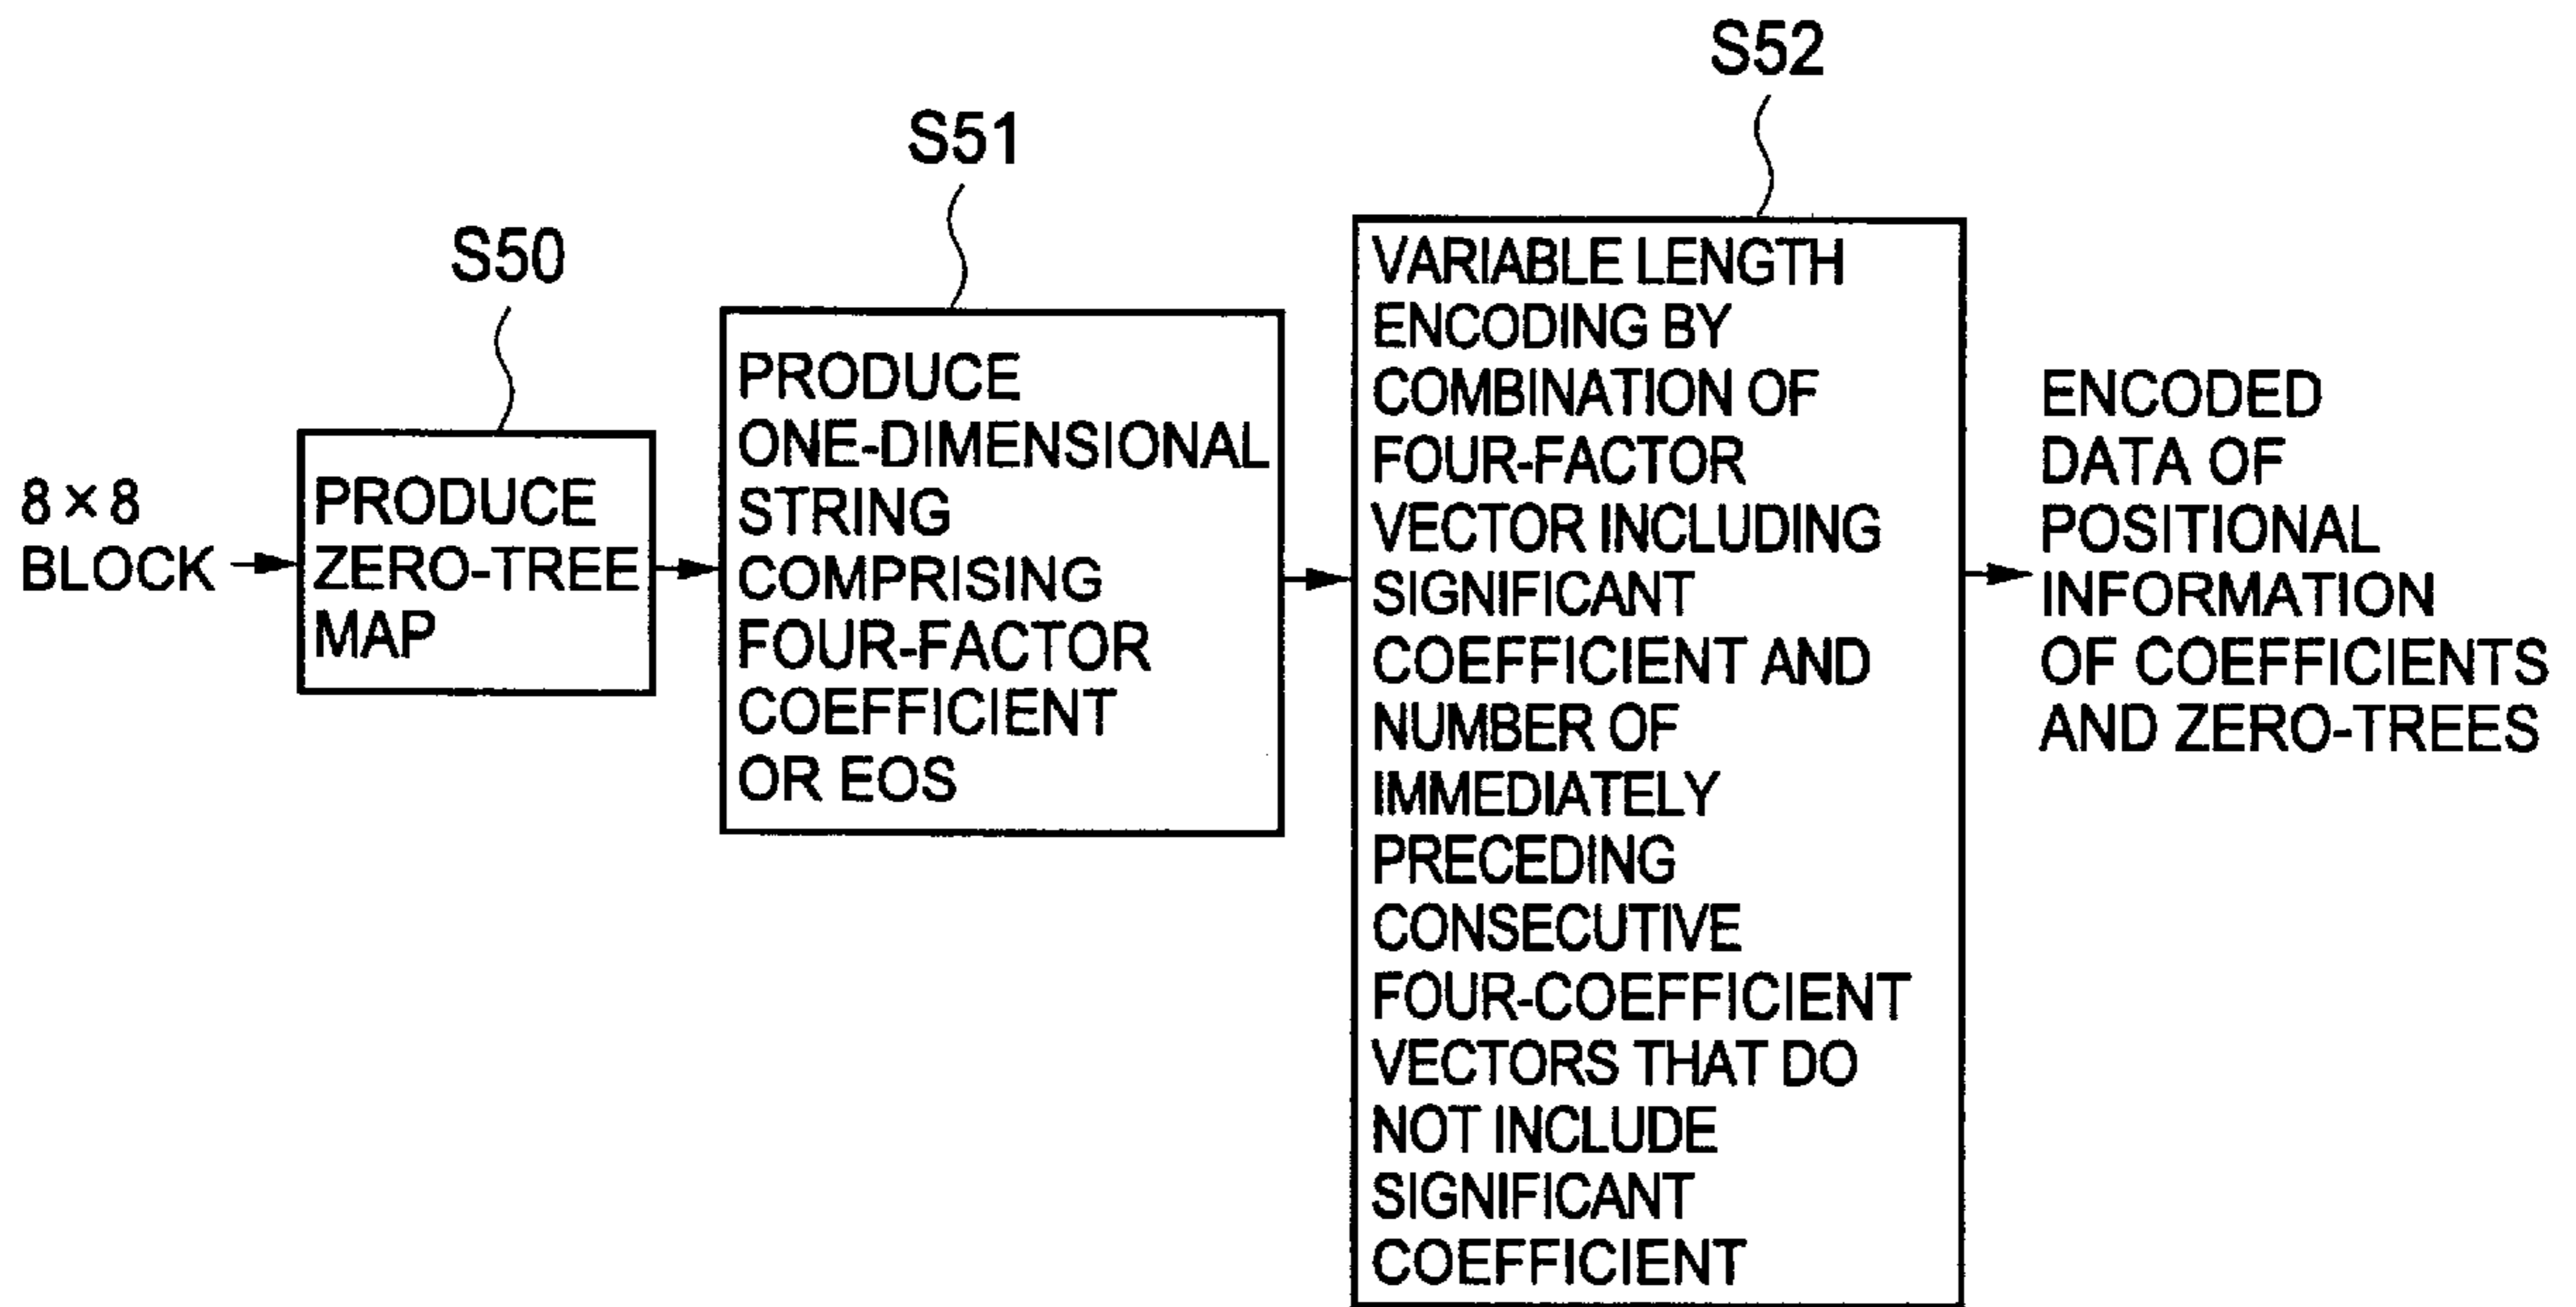 S52
S51
S50
8 × 8
BLOCK
PRODUCE
ZERO-TREE
MAP
PRODUCE
ONE-DIMENSIONAL
STRING
COMPRISING
FOUR-FACTOR
COEFFICIENT
OR EOS
VARIABLE LENGTH
ENCODING BY
COMBINATION OF
FOUR-FACTOR
VECTOR INCLUDING
SIGNIFICANT
COEFFICIENT AND
NUMBER OF
IMMEDIATELY
PRECEDING
CONSECUTIVE
FOUR-COEFFICIENT
VECTORS THAT DO
NOT INCLUDE
SIGNIFICANT
COEFFICIENT
ENCODED
DATA OF
POSITIONAL
INFORMATION
OF COEFFICIENTS
AND ZERO-TREES